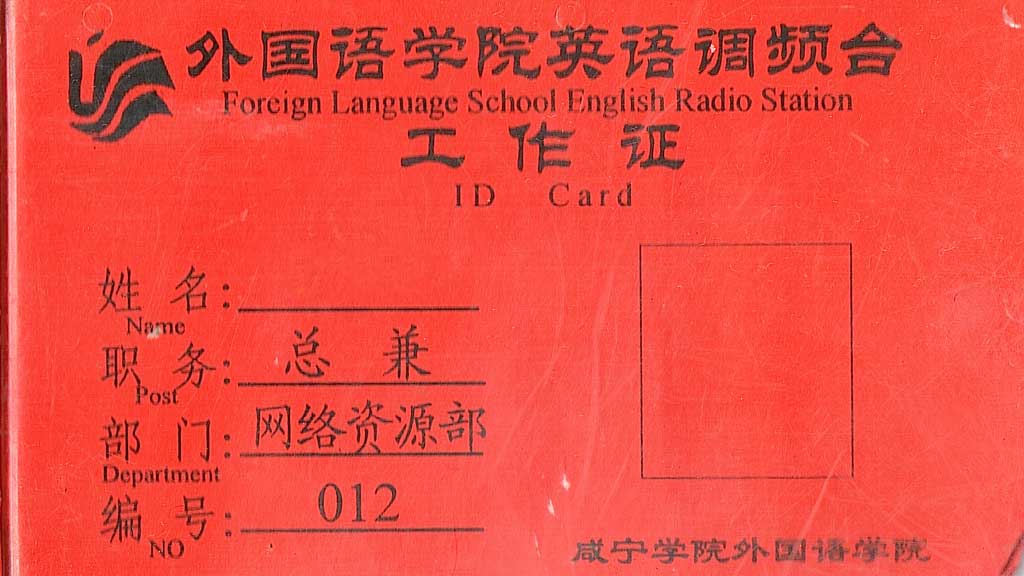 外国语学院英语调频台
Foreign Language School English Radio Station
工作证
ID Card
姓 名:
Name
职 务: 总 兼
Post
部 门: 网络资源部
Department
编 号: 012
NO
咸宁学院外国语学院